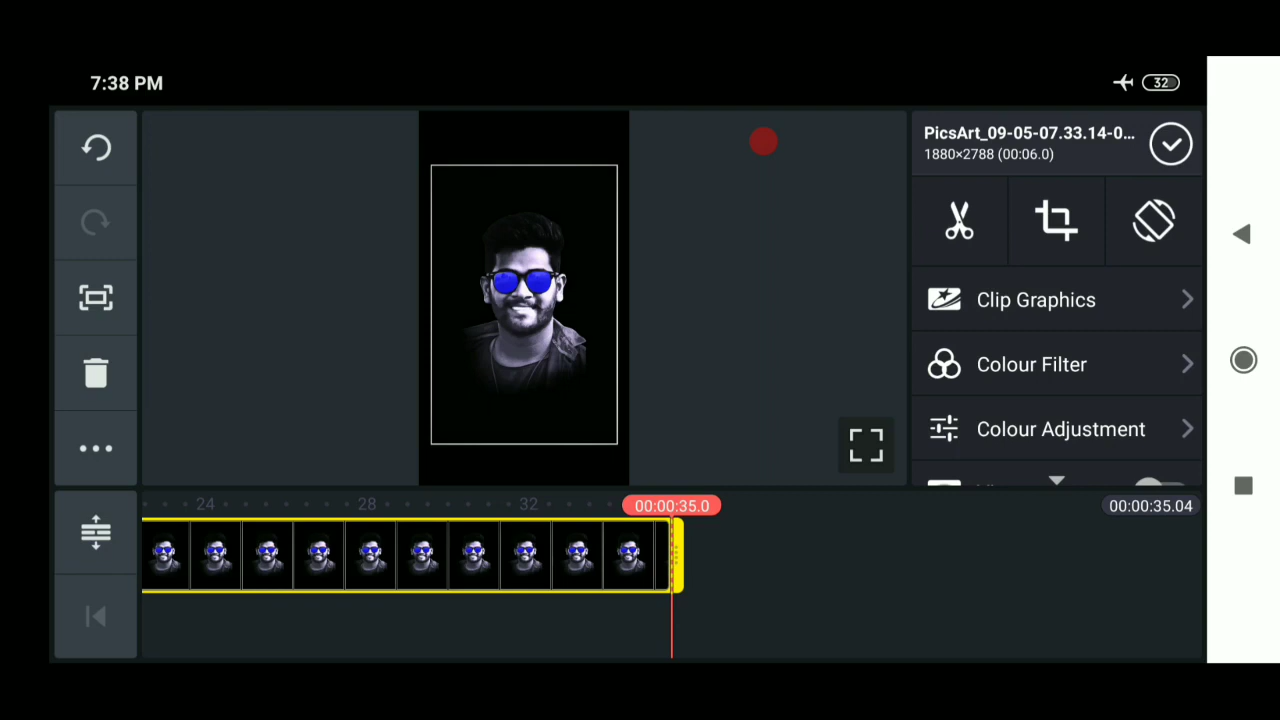 7:38 PM
32
PicsArt_09-05-07.33.14-0...
1880×2788 (00:06.0)
Clip Graphics
Colour Filter
Colour Adjustment
24
28
32
00:00:35.0
00:00:35.04